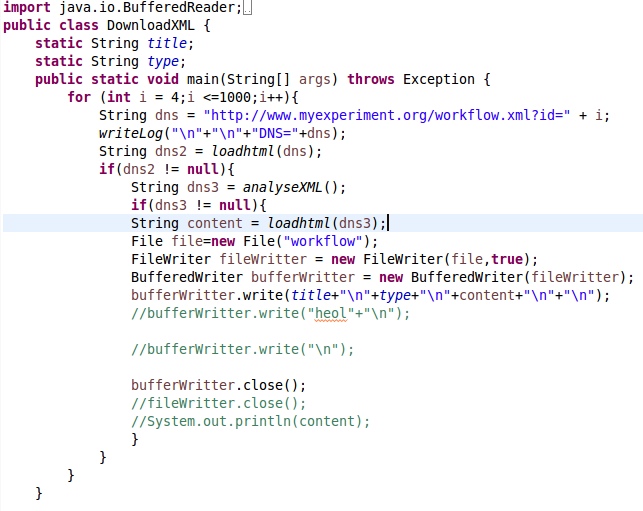 import java.io.BufferedReader;
public class DownloadXML {
    static String title;
    static String type;
    public static void main(String[] args) throws Exception {
        for (int i = 4;i <=1000;i++){
            String dns = "http://www.myexperiment.org/workflow.xml?id=" + i;
            writeLog("\n"+"\n"+"DNS="+dns);
            String dns2 = loadhtml(dns);
            if(dns2 != null){
                String dns3 = analyseXML();
                if(dns3 != null){
                String content = loadhtml(dns3);
                File file=new File("workflow");
                FileWriter fileWritter = new FileWriter(file,true);
                BufferedWriter bufferWritter = new BufferedWriter(fileWritter);
                bufferWritter.write(title+"\n"+type+"\n"+content+"\n"+"\n");
                //bufferWritter.write("heol"+"\n");
                //bufferWritter.write("\n");
                bufferWritter.close();
                //fileWritter.close();
                //System.out.println(content);
                }
            }
        }
    }